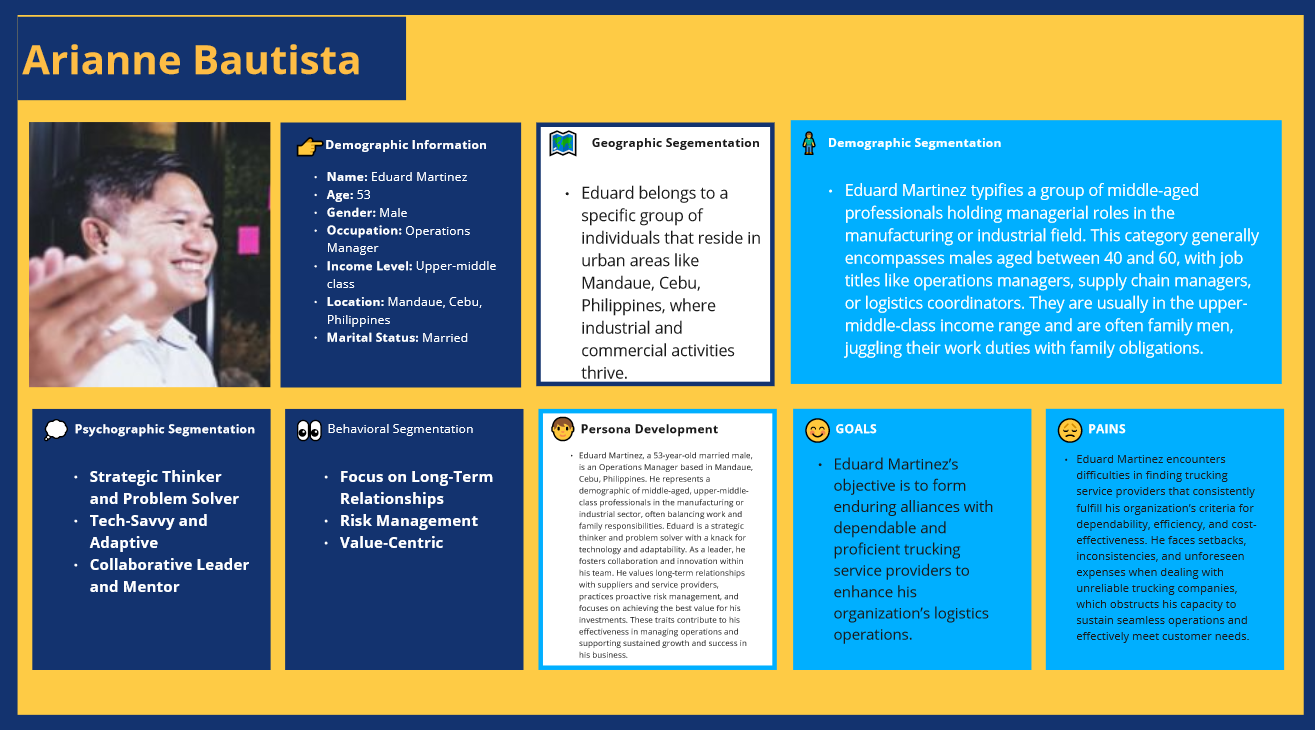 Arianne Bautista
Demographic Information
• Name: Eduard Martinez
• Age: 53
• Gender: Male
• Occupation: Operations
Manager
• Income Level: Upper-middle
class
• Location: Mandaue, Cebu,
Philippines
• Marital Status: Married
Geographic Segementation
• Eduard belongs to a
specific group of
individuals that reside in
urban areas like
Mandaue, Cebu,
Philippines, where
industrial and
commercial activities
thrive.
Demographic Segmentation
• Eduard Martinez typifies a group of middle-aged
professionals holding managerial roles in the
manufacturing or industrial field. This category generally
encompasses males aged between 40 and 60, with job
titles like operations managers, supply chain managers,
or logistics coordinators. They are usually in the upper-
middle-class income range and are often family men,
juggling their work duties with family obligations.
Psychographic Segmentation
• Strategic Thinker
and Problem Solver
• Tech-Savvy and
Adaptive
• Collaborative Leader
and Mentor
Behavioral Segmentation
• Focus on Long-Term
Relationships
• Risk Management
• Value-Centric
Persona Development
• Eduard Martinez, a 53-year-old married male,
is an Operations Manager based in Mandaue,
Cebu, Philippines. He represents a
demographic of middle-aged, upper-middle-
class professionals in the manufacturing or
industrial sector, often balancing work and
family responsibilities. Eduard is a strategic
thinker and problem solver with a knack for
technology and adaptability. As a leader, he
fosters collaboration and innovation within
his team. He values long-term relationships
with suppliers and service providers,
practices proactive risk management, and
focuses on achieving the best value for his
investments. These traits contribute to his
effectiveness in managing operations and
supporting sustained growth and success in
his business.
GOALS
• Eduard Martinez's
objective is to form
enduring alliances with
dependable and
proficient trucking
service providers to
enhance his
organization's logistics
operations.
PAINS
• Eduard Martinez encounters
difficulties in finding trucking
service providers that consistently
fulfill his organization's criteria for
dependability, efficiency, and cost-
effectiveness. He faces setbacks,
inconsistencies, and unforeseen
expenses when dealing with
unreliable trucking companies,
which obstructs his capacity to
sustain seamless operations and
effectively meet customer needs.